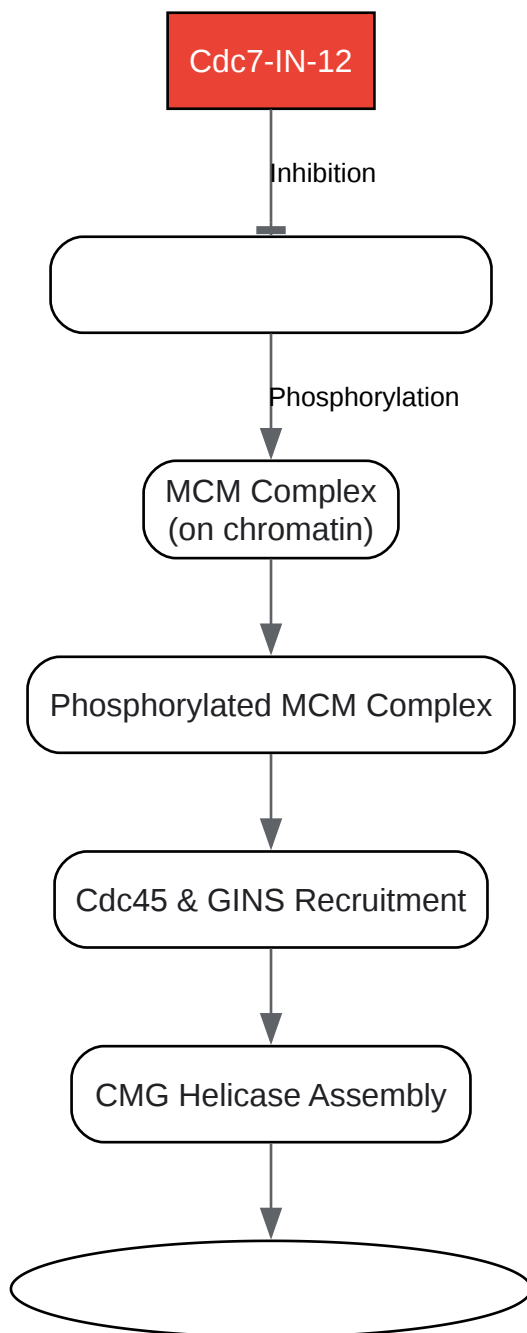 Cdc7-IN-12
Inhibition
Phosphorylation
MCM Complex
(on chromatin)
Phosphorylated MCM Complex
Cdc45 & GINS Recruitment
CMG Helicase Assembly